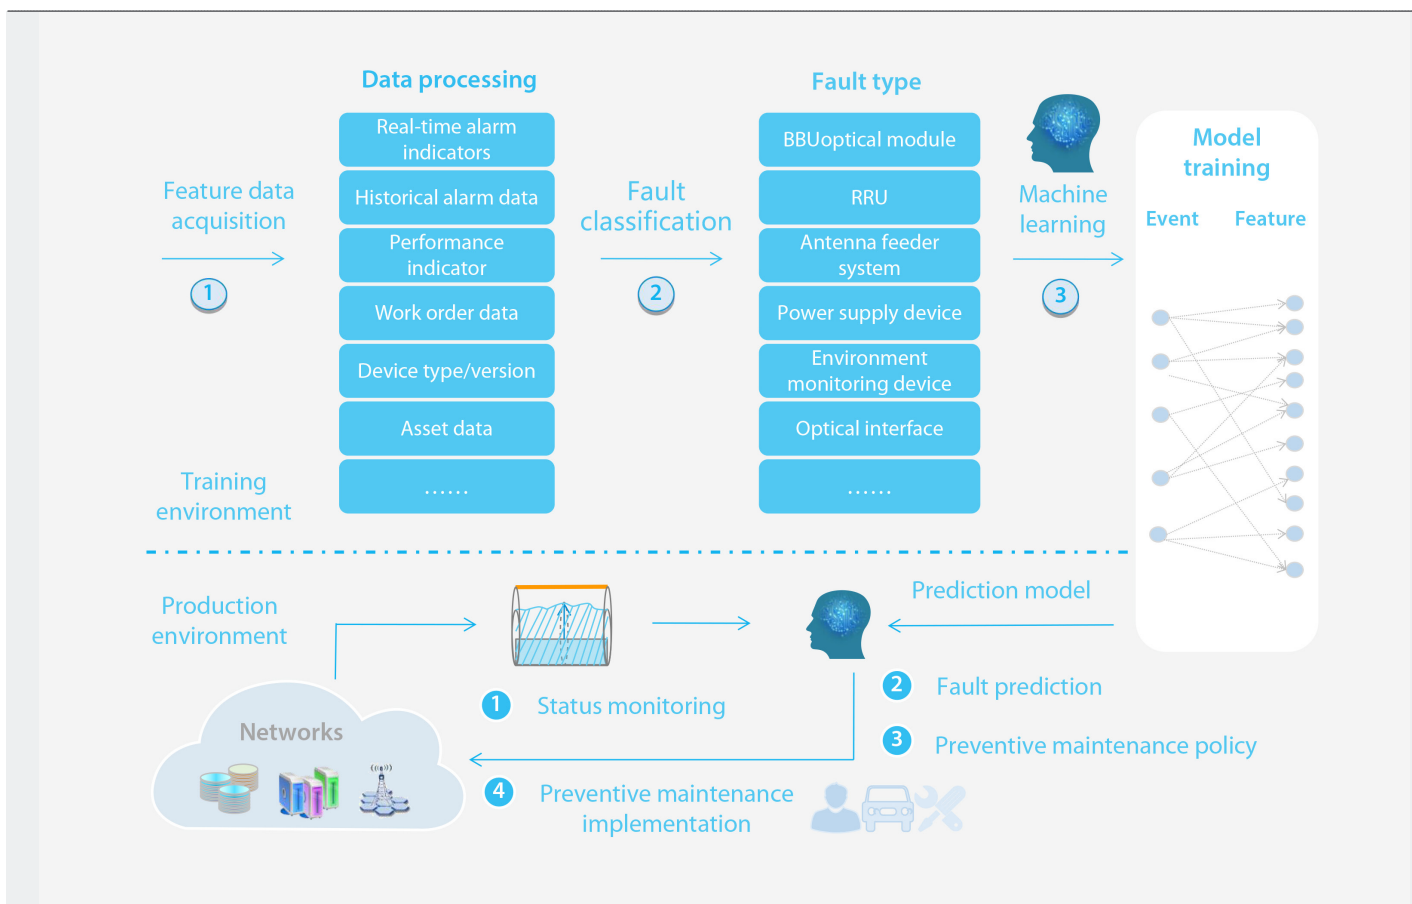 Data processing
Fault type
Real-time alarm
indicators
Historical alarm data
Performance
indicator
Work order data
Device type/version
Asset data
……
BBUoptical module
RRU
Antenna feeder
system
Power supply device
Environment
monitoring device
Optical interface
……
Feature data
acquisition
1
Fault
classification
2
Machine
learning
3
Model
training
Event
Feature
Training
environment
Production
environment
Prediction model
Networks
1
Status monitoring
2
Fault prediction
3
Preventive maintenance policy
4
Preventive maintenance
implementation